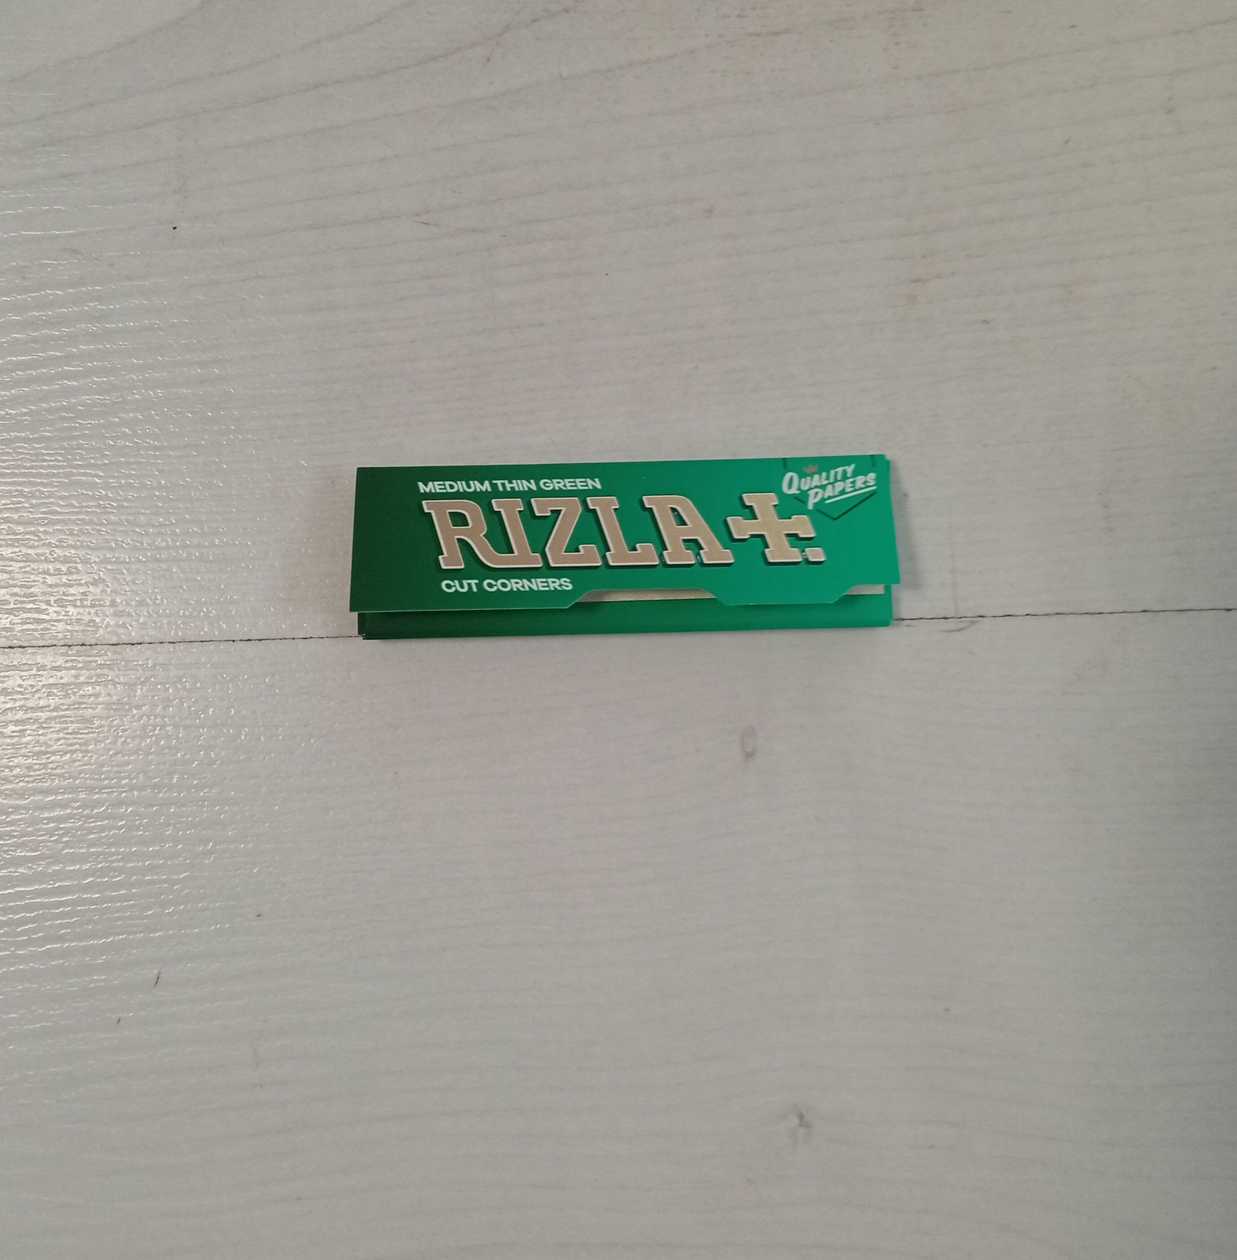 MEDIUM THIN GREEN
RIZLA+.
CUT CORNERS
QUALITY
PAPERS